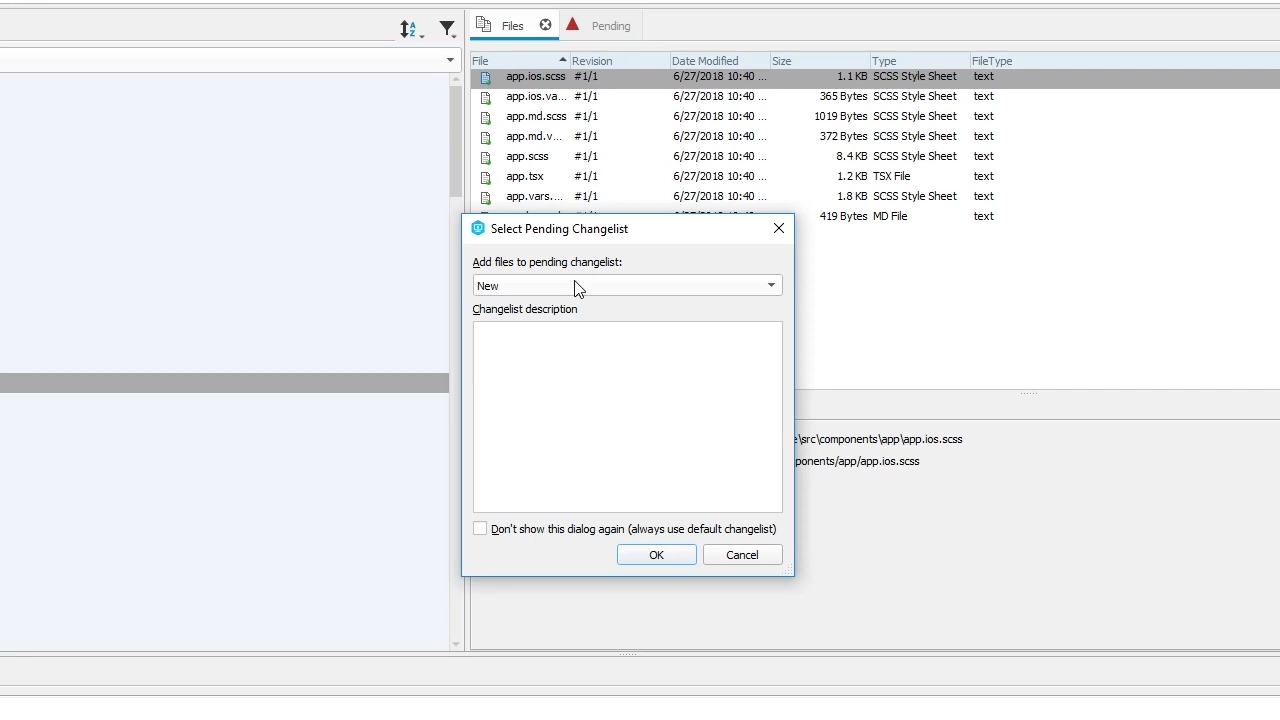 Files Pending
File Revision Date Modified Size Type FileType
app.ios.scss #1/1 6/27/2018 10:40 ... 1.1 KB SCSS Style Sheet text
app.ios.va... #1/1 6/27/2018 10:40 ... 365 Bytes SCSS Style Sheet text
app.md.scss #1/1 6/27/2018 10:40 ... 1019 Bytes SCSS Style Sheet text
app.md.v... #1/1 6/27/2018 10:40 ... 372 Bytes SCSS Style Sheet text
app.scss #1/1 6/27/2018 10:40 ... 8.4 KB SCSS Style Sheet text
app.tsx #1/1 6/27/2018 10:40 ... 1.2 KB TSX File text
app.vars.... #1/1 6/27/2018 10:40 ... 1.8 KB SCSS Style Sheet text
419 Bytes MD File text
Select Pending Changelist
Add files to pending changelist:
New
Changelist description
Don't show this dialog again (always use default changelist)
OK Cancel
\src\components\app\app.ios.scss
ponents/app/app.ios.scss